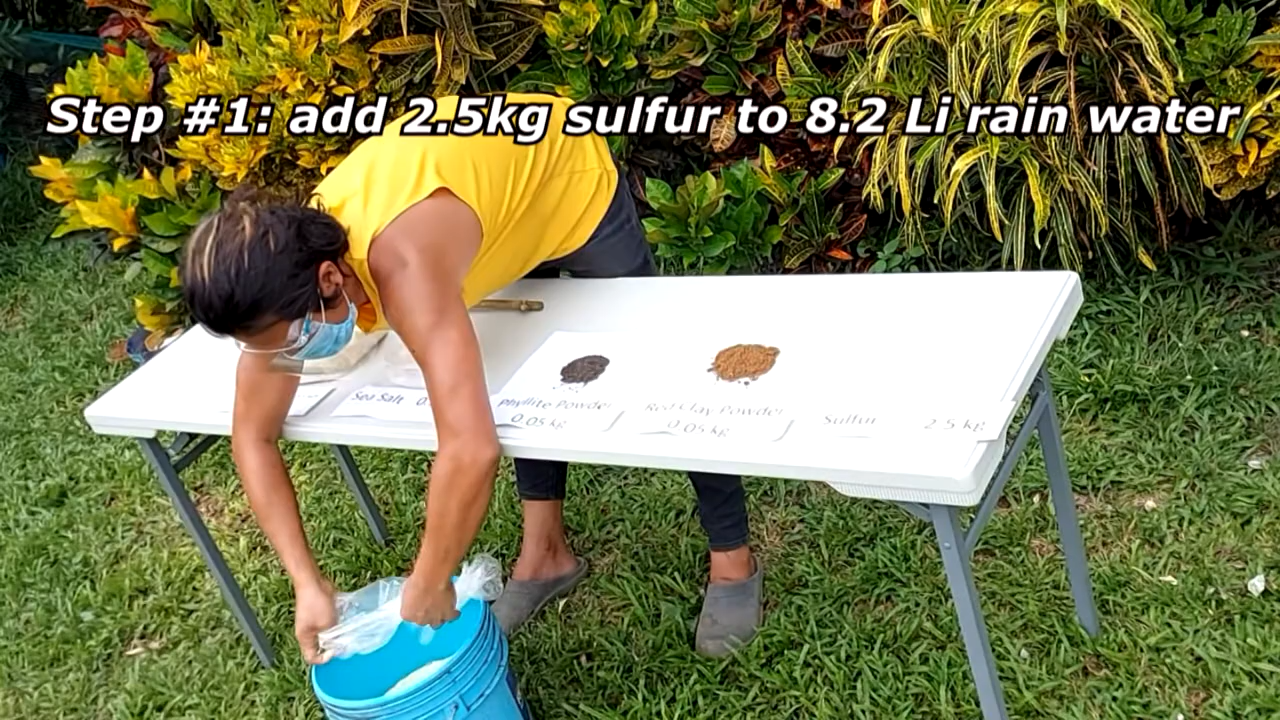 Step #1: add 2.5kg sulfur to 8.2 Li rain water
Sea Salt 0.
Phyllite Powder
0.05 kg
Red Clay Powder
0.05 kg
Sulfur 2.5 kg